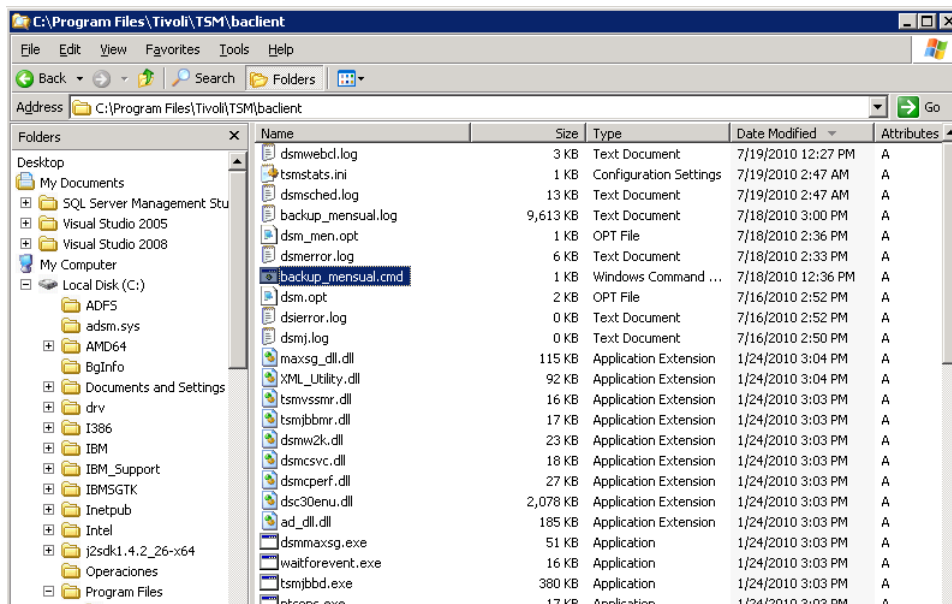 C:\Program Files\Tivoli\TSM\baclient
File Edit View Favorites Tools Help
Back Search Folders
Address C:\Program Files\Tivoli\TSM\baclient Go
Folders x Name Size Type Date Modified Attributes
Desktop
My Documents
SQL Server Management Stu
Visual Studio 2005
Visual Studio 2008
My Computer
Local Disk (C:)
ADFS
adsm.sys
AMD64
BgInfo
Documents and Settings
drv
I386
IBM
IBM_Support
IBMSGTK
Inetpub
Intel
j2sdk1.4.2_26-x64
Operaciones
Program Files
dsmwebcl.log 3 KB Text Document 7/19/2010 12:27 PM A
tsmstats.ini 1 KB Configuration Settings 7/19/2010 2:47 AM A
dsmsched.log 13 KB Text Document 7/19/2010 2:47 AM A
backup_mensual.log 9,613 KB Text Document 7/18/2010 3:00 PM A
dsm_men.opt 1 KB OPT File 7/18/2010 2:36 PM A
dsmerror.log 6 KB Text Document 7/18/2010 2:33 PM A
backup_mensual.cmd 1 KB Windows Command ... 7/18/2010 12:36 PM A
dsm.opt 2 KB OPT File 7/16/2010 2:52 PM A
dsierror.log 0 KB Text Document 7/16/2010 2:52 PM A
dsmj.log 0 KB Text Document 7/16/2010 2:50 PM A
maxsg_dll.dll 115 KB Application Extension 1/24/2010 3:04 PM A
XML_Utility.dll 92 KB Application Extension 1/24/2010 3:04 PM A
tsmvssmr.dll 16 KB Application Extension 1/24/2010 3:03 PM A
tsmjbbmr.dll 17 KB Application Extension 1/24/2010 3:03 PM A
dsmw2k.dll 23 KB Application Extension 1/24/2010 3:03 PM A
dsmcsvc.dll 18 KB Application Extension 1/24/2010 3:03 PM A
dsmcperf.dll 27 KB Application Extension 1/24/2010 3:03 PM A
dsc30enu.dll 2,078 KB Application Extension 1/24/2010 3:03 PM A
ad_dll.dll 185 KB Application Extension 1/24/2010 3:03 PM A
dsmmaxsg.exe 51 KB Application 1/24/2010 3:03 PM A
waitforevent.exe 16 KB Application 1/24/2010 3:03 PM A
tsmjbbd.exe 380 KB Application 1/24/2010 3:03 PM A
17 KB Application 1/24/2010 3:03 PM A